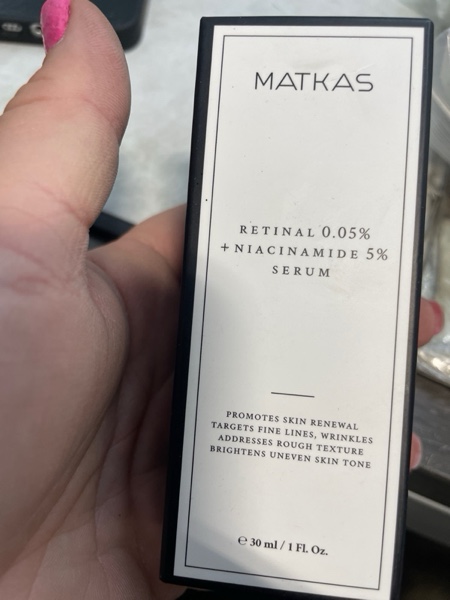 MATKAS
RETINAL 0.05%
+ NIACINAMIDE 5%
SERUM
PROMOTES SKIN RENEWAL
TARGETS FINE LINES, WRINKLES
ADDRESSES ROUGH TEXTURE
BRIGHTENS UNEVEN SKIN TONE
℮ 30 ml / 1 Fl. Oz.